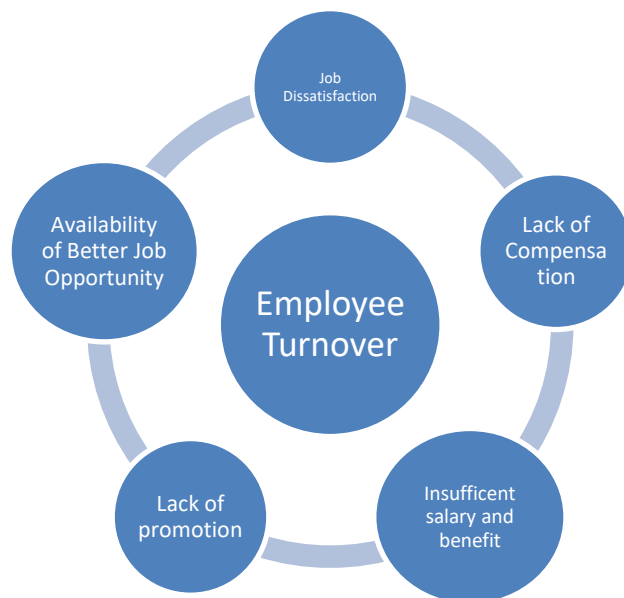 Job
Dissatisfaction
Availability
of Better Job
Opportunity
Lack of
Compensa
tion
Employee
Turnover
Lack of
promotion
Insufficent
salary and
benefit